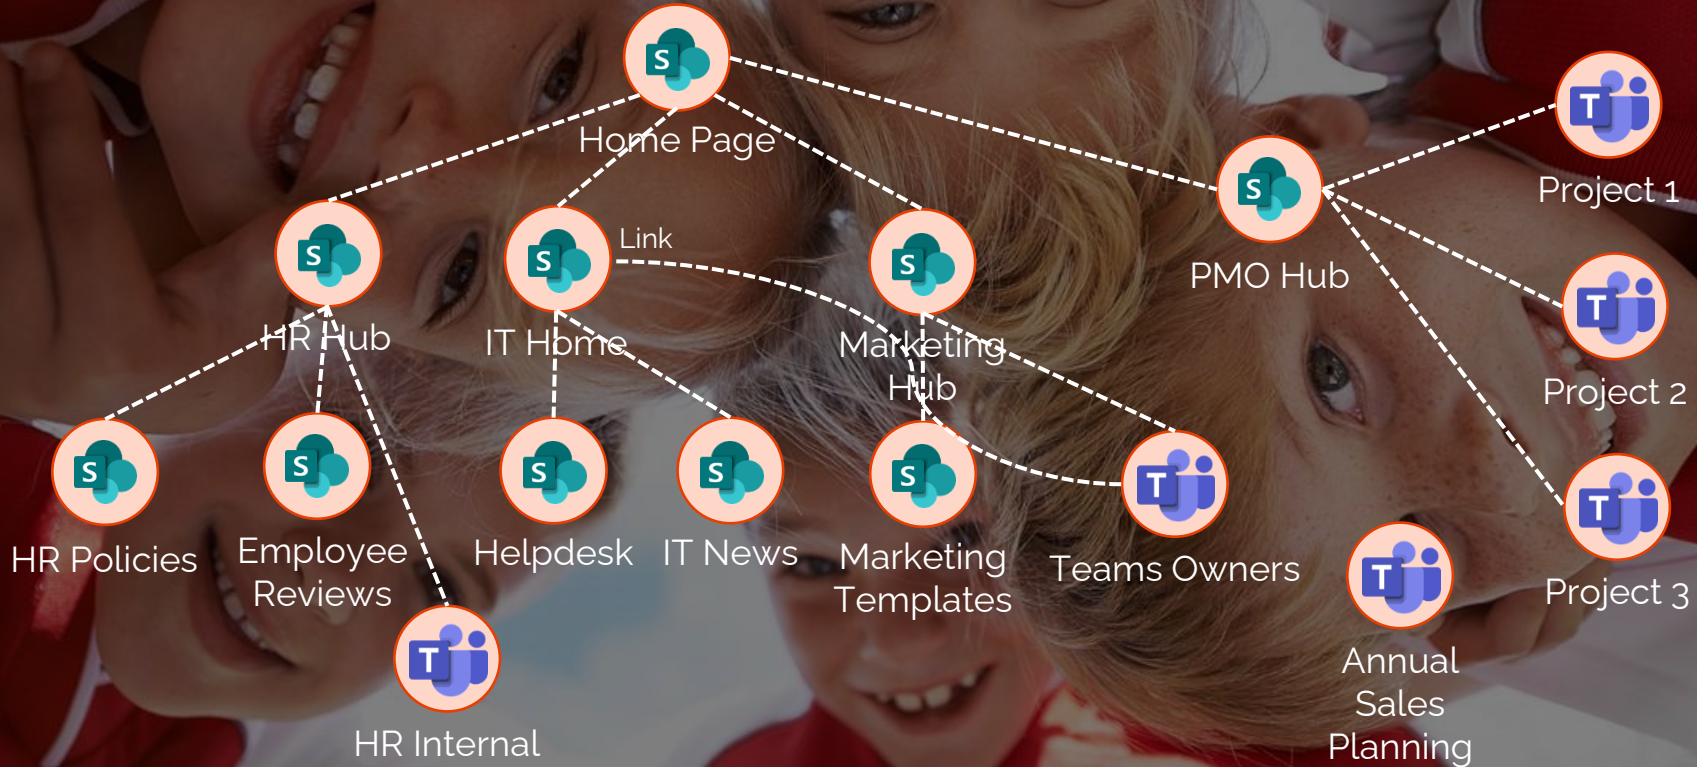 S
Home Page
T
Project 1
S
PMO Hub
S
HR Hub
S
Link
IT Home
S
Marketing
Hub
T
Project 2
S
HR Policies
S
Employee
Reviews
S
Helpdesk
S
IT News
S
Marketing
Templates
T
Teams Owners
T
Project 3
T
Annual
Sales
Planning
T
HR Internal